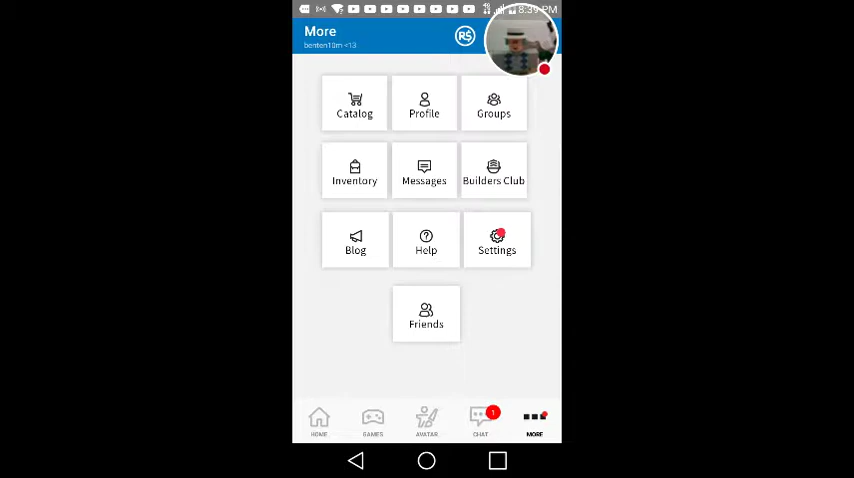 8:39 PM
More
benten10m <13
R$
Catalog
Profile
Groups
Inventory
Messages
Builders Club
Blog
Help
Settings
Friends
1
HOME
GAMES
AVATAR
CHAT
MORE